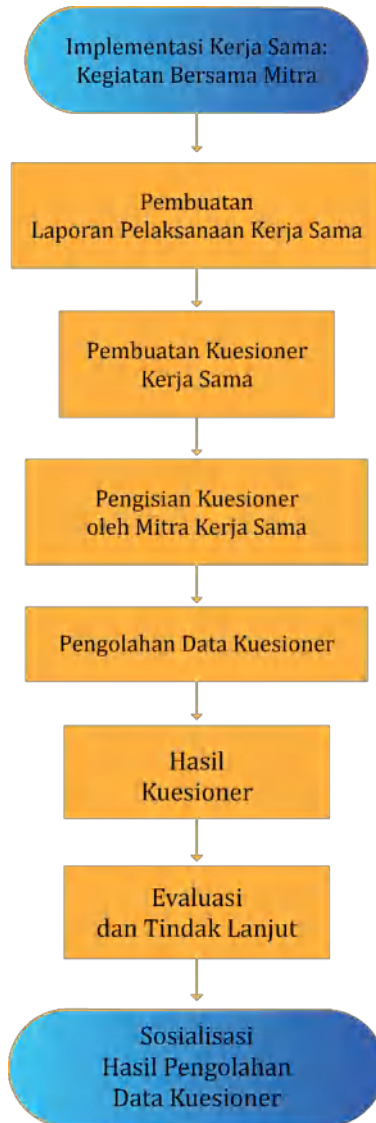 Implementasi Kerja Sama:
Kegiatan Bersama Mitra
Pembuatan
Laporan Pelaksanaan Kerja Sama
Pembuatan Kuesioner
Kerja Sama
Pengisian Kuesioner
oleh Mitra Kerja Sama
Pengolahan Data Kuesioner
Hasil
Kuesioner
Evaluasi
dan Tindak Lanjut
Sosialisasi
Hasil Pengolahan
Data Kuesioner